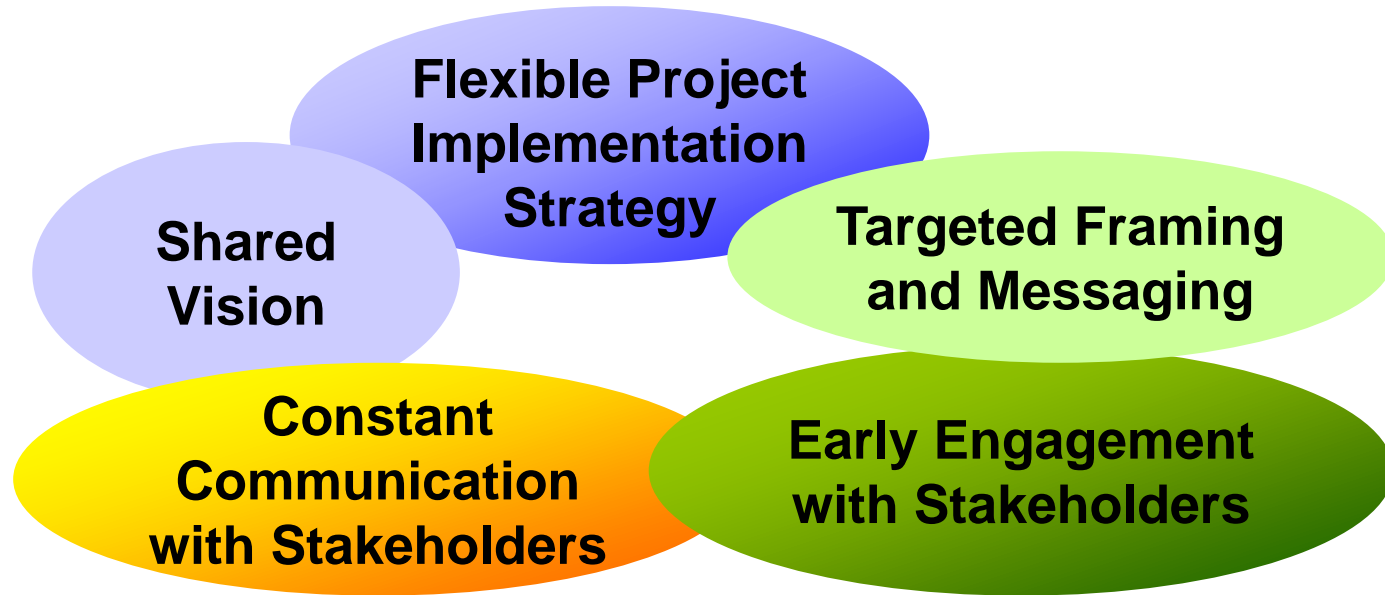 Flexible Project
Implementation
Strategy
Shared
Vision
Targeted Framing
and Messaging
Constant
Communication
with Stakeholders
Early Engagement
with Stakeholders